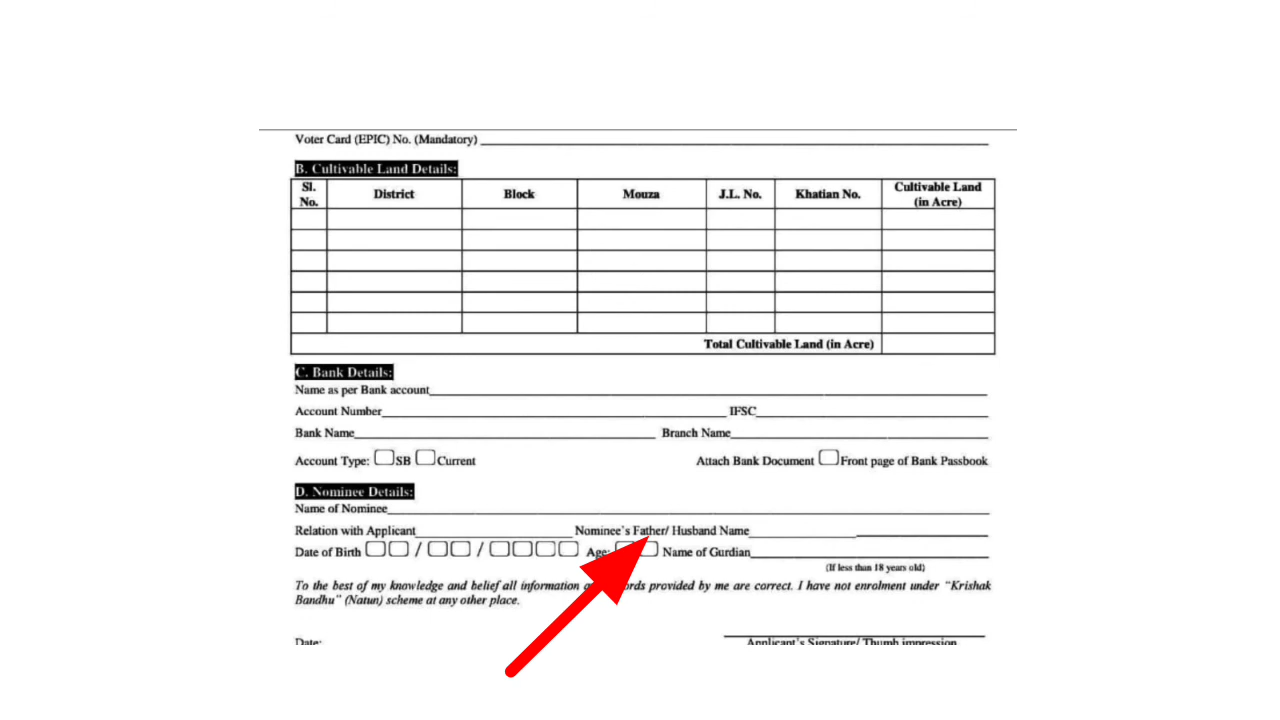 Voter Card (EPIC) No. (Mandatory)
B. Cultivable Land Details:
Sl. No. District Block Mouza J.L. No. Khatian No. Cultivable Land (in Acre)
Total Cultivable Land (in Acre)
C. Bank Details:
Name as per Bank account
Account Number IFSC
Bank Name Branch Name
Account Type: SB Current Attach Bank Document Front page of Bank Passbook
D. Nominee Details:
Name of Nominee
Relation with Applicant Nominee's Father/ Husband Name
Date of Birth / / Age: Name of Gurdian
(If less than 18 years old)
To the best of my knowledge and belief all information provided by me are correct. I have not enrolment under "Krishak
Bandhu" (Natun) scheme at any other place.
Date: Applicant's Signature/ Thumb impression